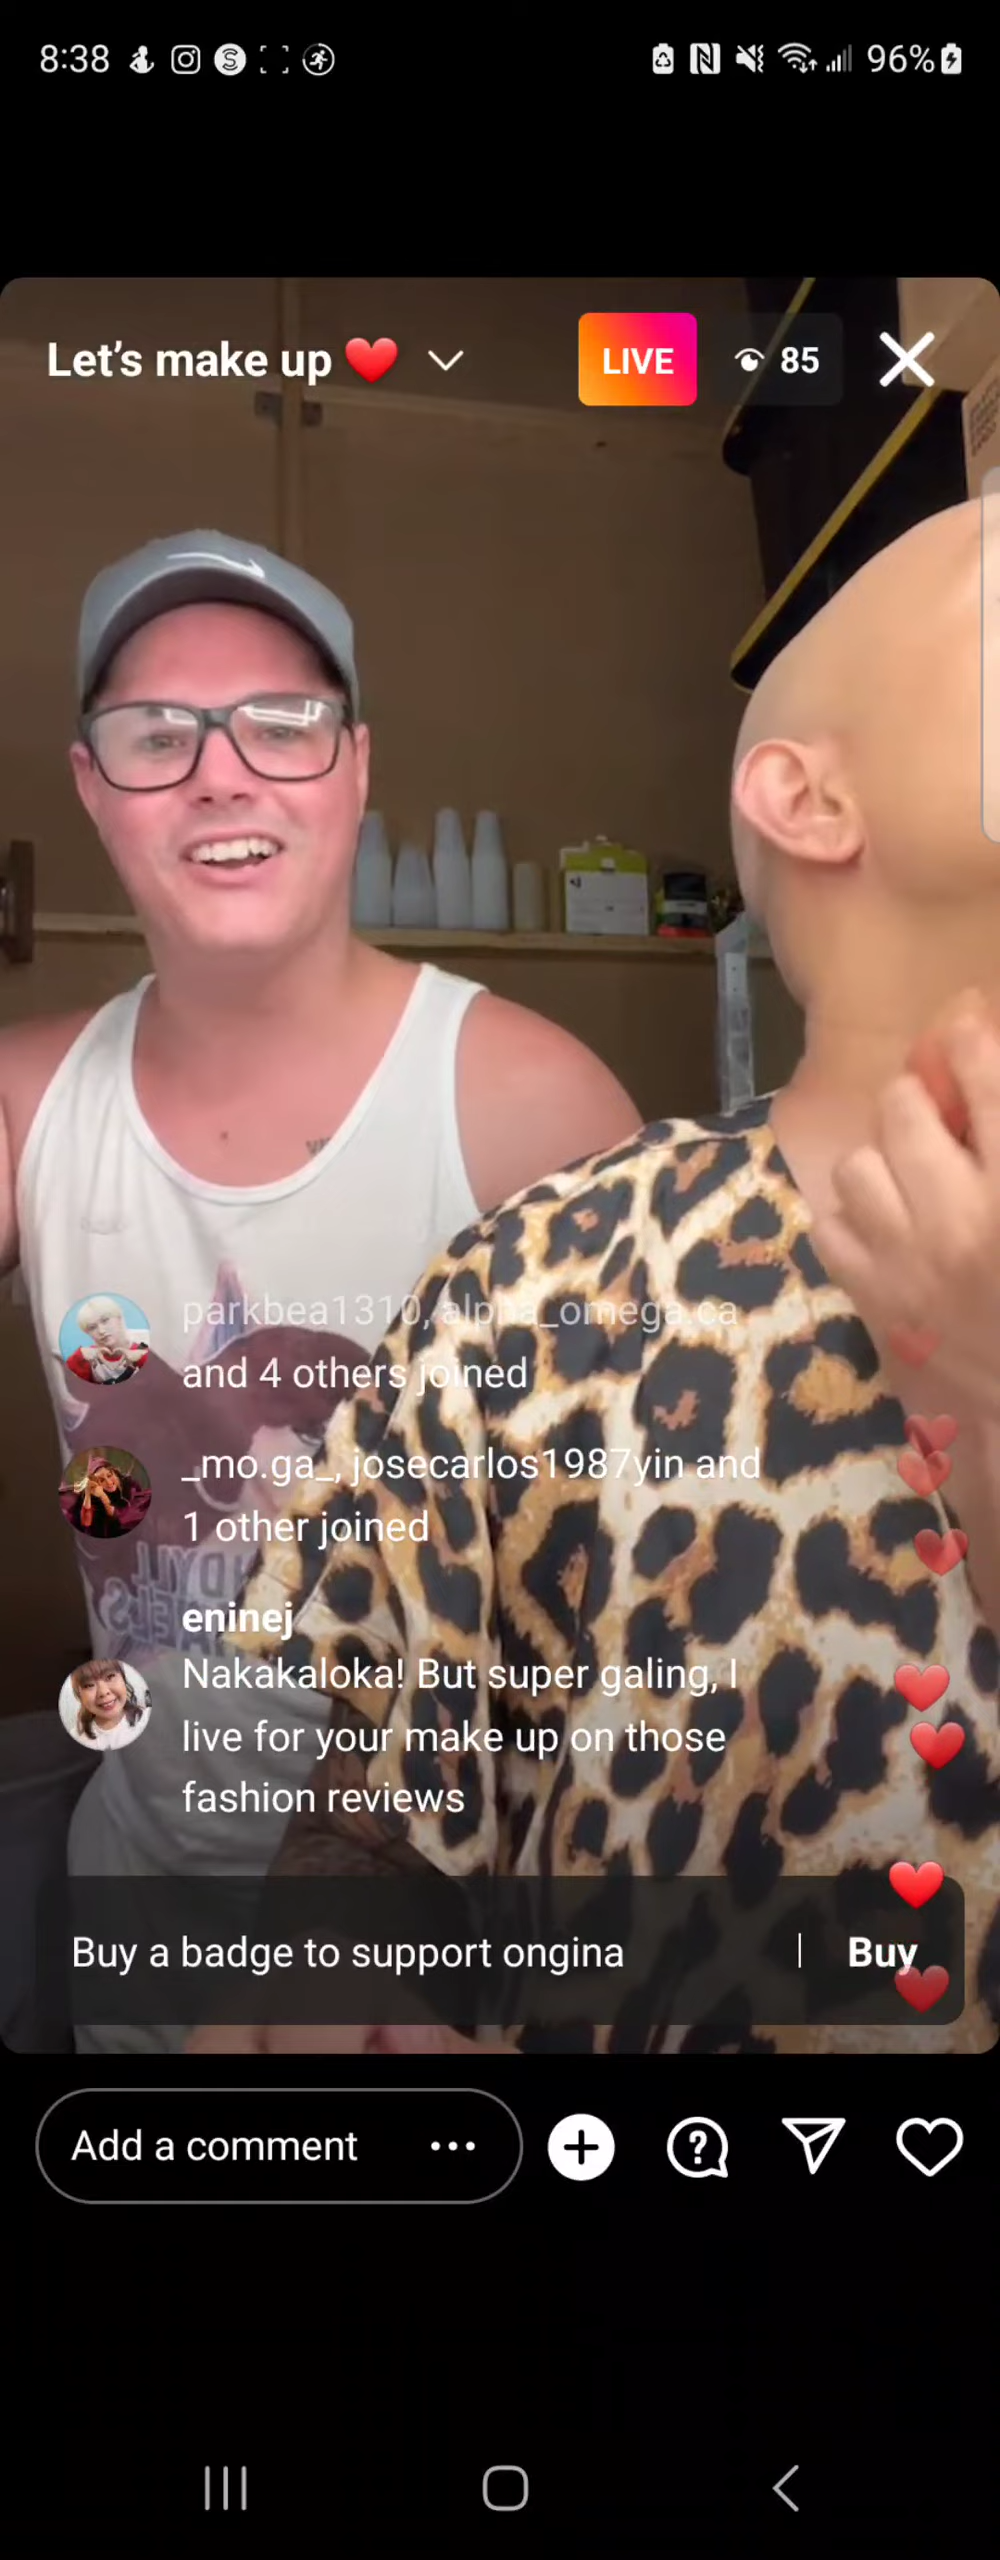 8:38 96%
Let's make up ❤️
LIVE 85
parkbea1310, alpha_omega.ca
and 4 others joined
_mo.ga_, josecarlos1987yin and
1 other joined
eninej
Nakakaloka! But super galing, I
live for your make up on those
fashion reviews
Buy a badge to support ongina | Buy
Add a comment